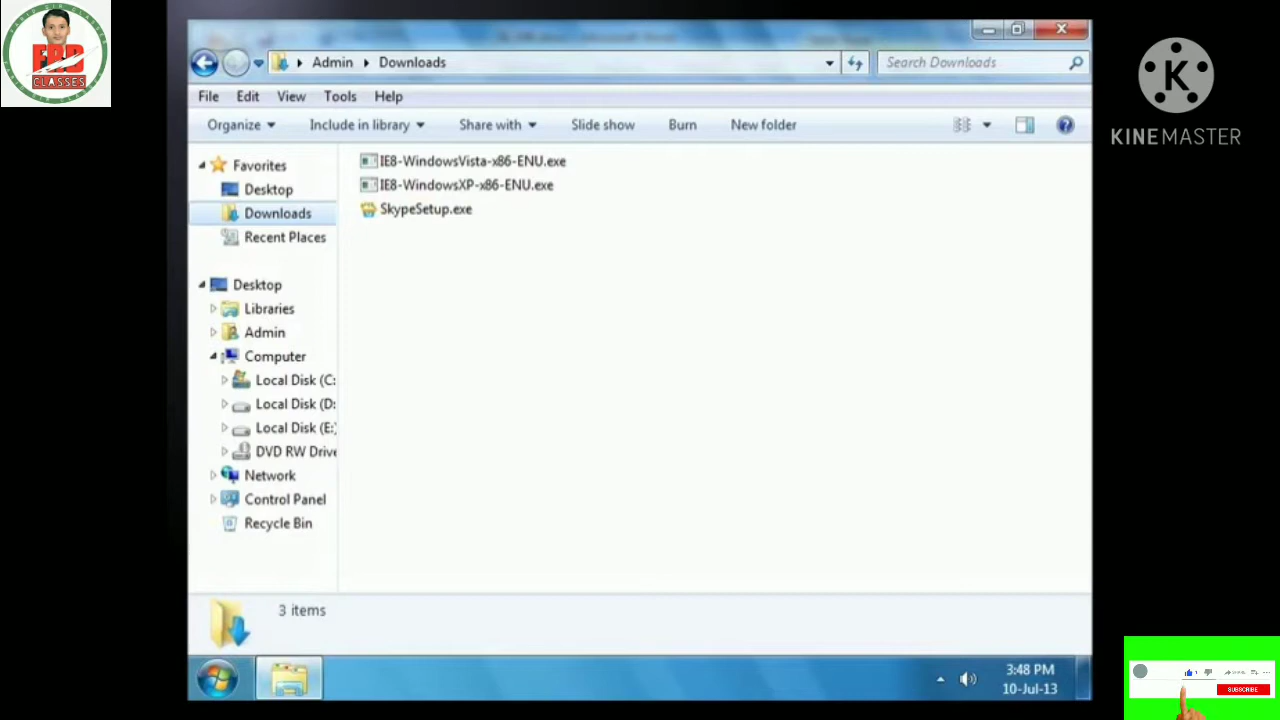 FRD
CLASSES
KINEMASTER
Admin Downloads
Search Downloads
File Edit View Tools Help
Organize Include in library Share with Slide show Burn New folder
Favorites
Desktop
Downloads
Recent Places
Desktop
Libraries
Admin
Computer
Local Disk (C:
Local Disk (D:
Local Disk (E:)
DVD RW Drive
Network
Control Panel
Recycle Bin
IE8-WindowsVista-x86-ENU.exe
IE8-WindowsXP-x86-ENU.exe
SkypeSetup.exe
3 items
3:48 PM
10-Jul-13
SUBSCRIBE